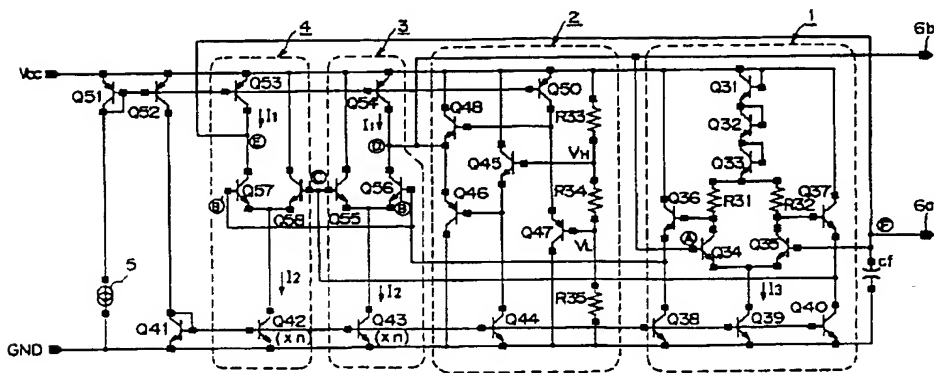 4 3 2 1 6b
Vcc
Q51 Q52 Q53 Q54 Q48 Q50 Q31
I1 I1 R33 Q32
E D Q45 VH Q33
Q57 C Q56 Q46 R34 Q36 R31 R32 Q37 6a
B Q58 Q55 B Q47 VL A Q34 Q35 F
5 I2 I2 R35 I3 cf
Q41 Q42 Q43 Q44 Q38 Q39 Q40
(xn) (xn)
GND